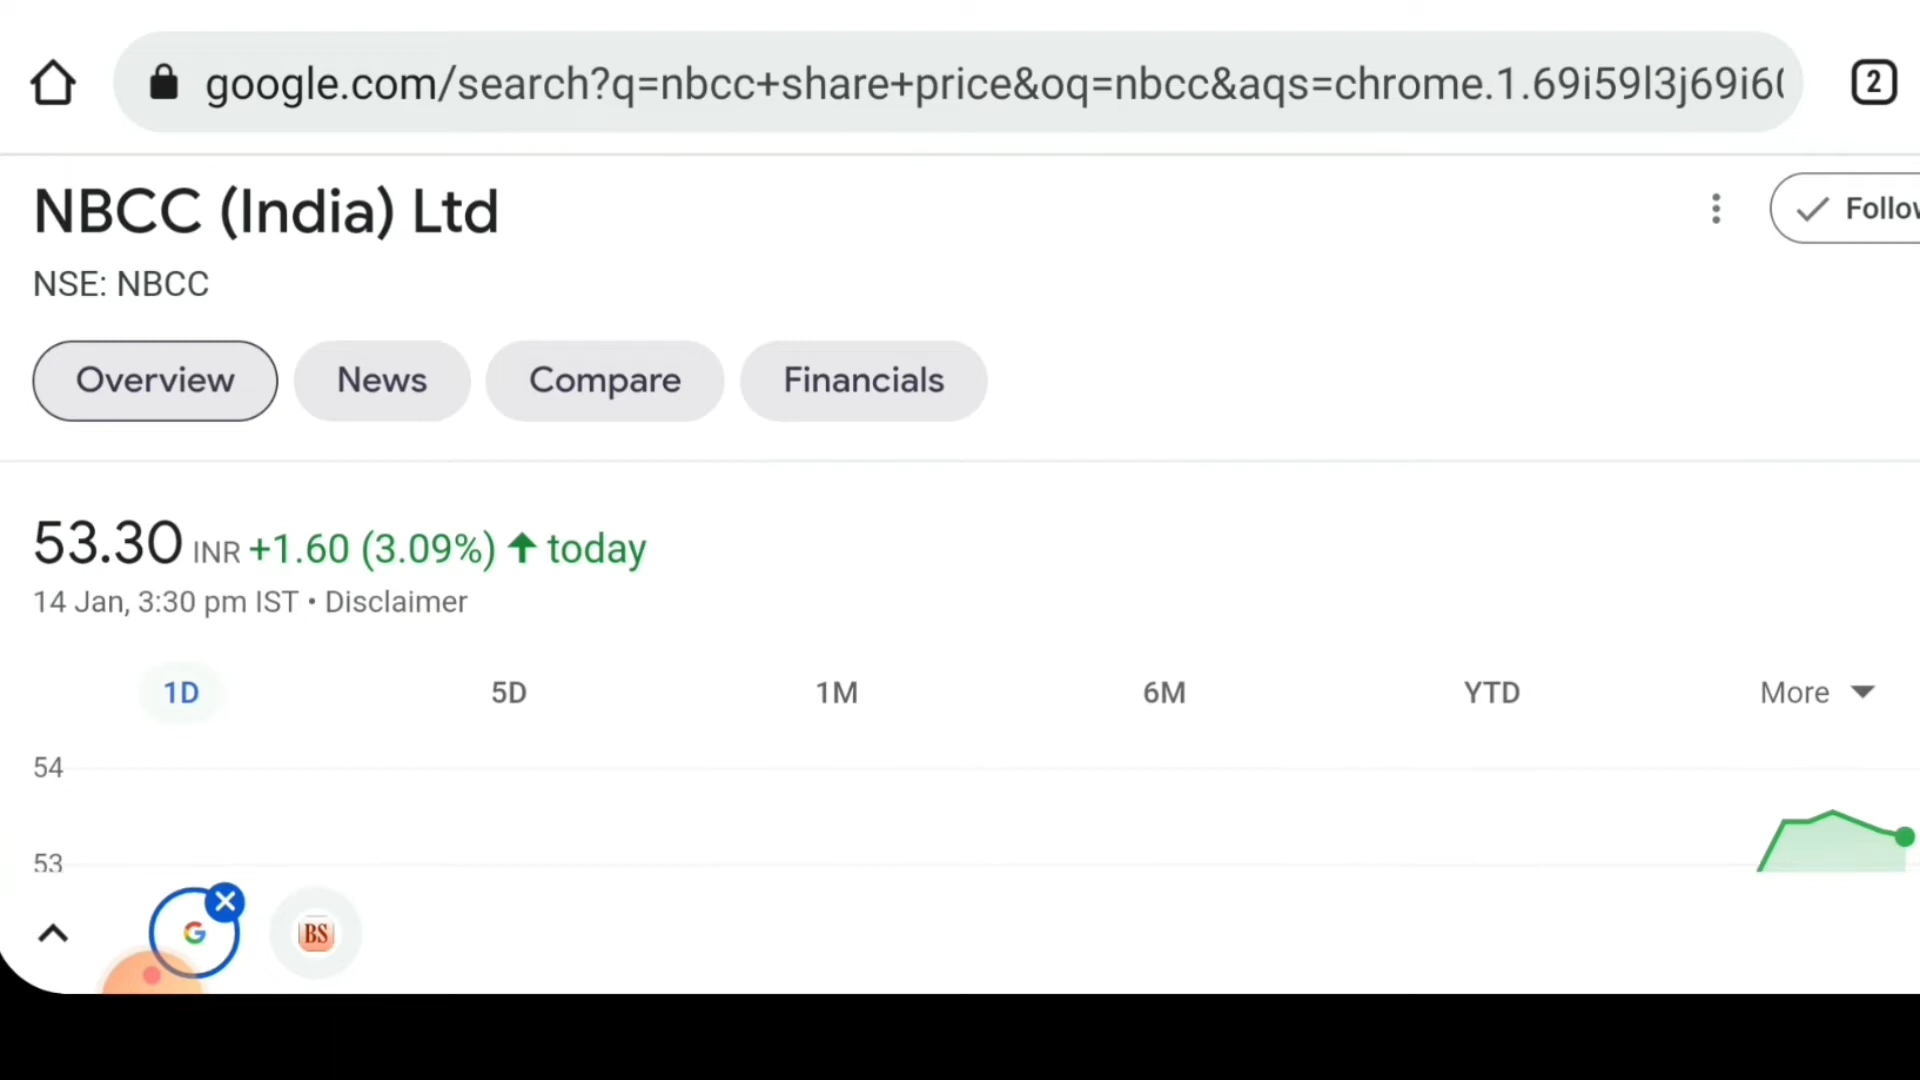 google.com/search?q=nbcc+share+price&oq=nbcc&aqs=chrome.1.69i59l3j69i6
2
NBCC (India) Ltd
Follow
NSE: NBCC
Overview News Compare Financials
53.30 INR +1.60 (3.09%) ↑ today
14 Jan, 3:30 pm IST • Disclaimer
1D 5D 1M 6M YTD More
54
53
G BS